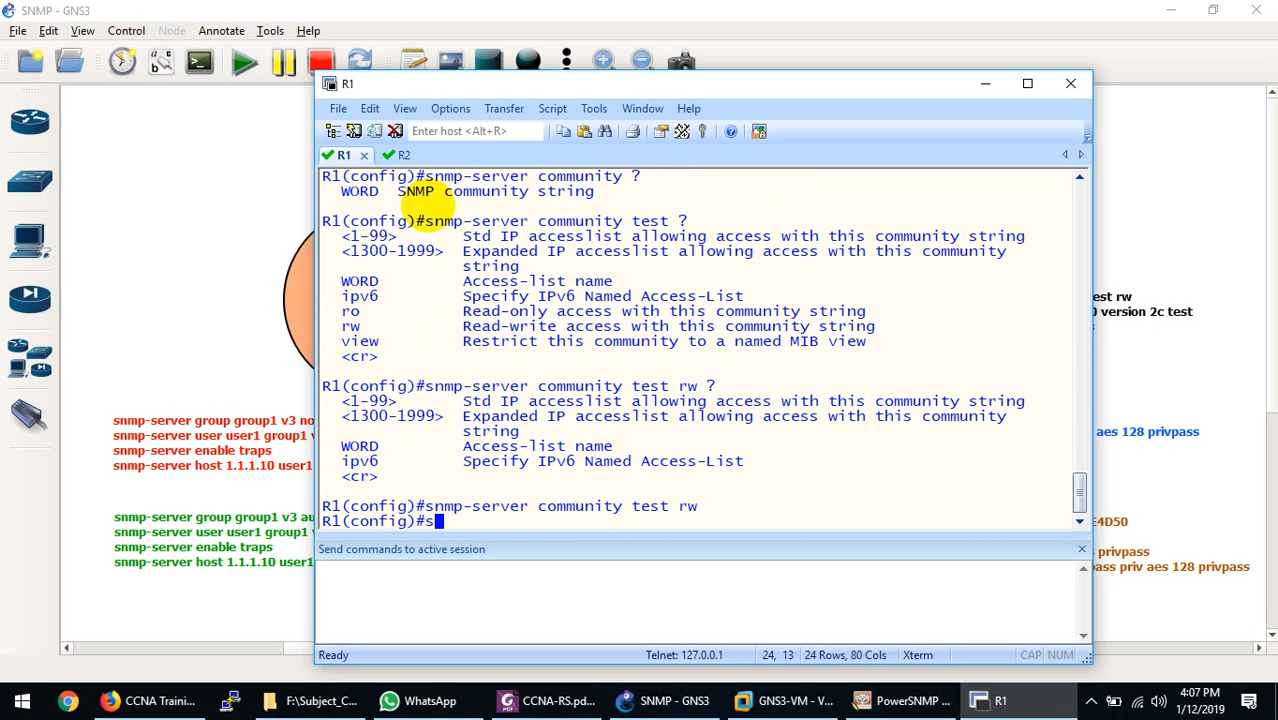 SNMP - GNS3
File Edit View Control Node Annotate Tools Help
R1
File Edit View Options Transfer Script Tools Window Help
Enter host <Alt+R>
R1 R2
R1(config)#snmp-server community ?
WORD SNMP community string
R1(config)#snmp-server community test ?
<1-99> Std IP accesslist allowing access with this community string
<1300-1999> Expanded IP accesslist allowing access with this community
string
WORD Access-list name
ipv6 Specify IPv6 Named Access-List
ro Read-only access with this community string
rw Read-write access with this community string
view Restrict this community to a named MIB view
<cr>
R1(config)#snmp-server community test rw ?
<1-99> Std IP accesslist allowing access with this community string
<1300-1999> Expanded IP accesslist allowing access with this community
string
WORD Access-list name
ipv6 Specify IPv6 Named Access-List
<cr>
R1(config)#snmp-server community test rw
R1(config)#s
Send commands to active session
Ready Telnet: 127.0.0.1 24, 13 24 Rows, 80 Cols Xterm CAP NUM
snmp-server group group1 v3 no
snmp-server user user1 group1 v
snmp-server enable traps
snmp-server host 1.1.1.10 user1
snmp-server group group1 v3 au
snmp-server user user1 group1 v
snmp-server enable traps
snmp-server host 1.1.1.10 user1
est rw
0 version 2c test
s
aes 128 privpass
E4D50
privpass
pass priv aes 128 privpass
CCNA Traini... F:\Subject_C... WhatsApp CCNA-RS.pd... SNMP - GNS3 GNS3-VM - V... PowerSNMP ... R1
4:07 PM
1/12/2019